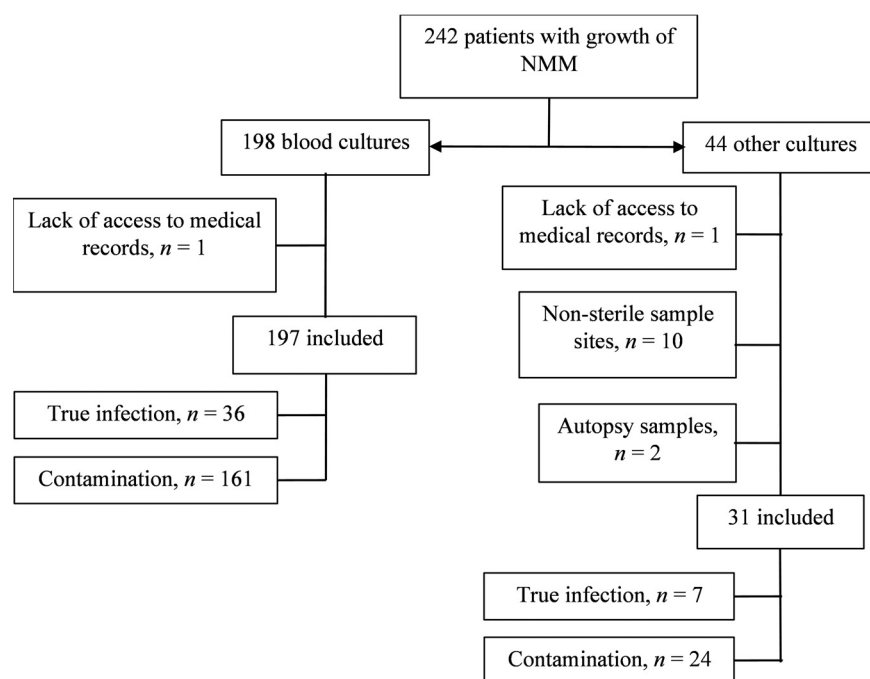 242 patients with growth of
NMM
198 blood cultures
44 other cultures
Lack of access to medical
records, n = 1
Lack of access to
medical records, n = 1
197 included
Non-sterile sample
sites, n = 10
True infection, n = 36
Autopsy samples,
n = 2
Contamination, n = 161
31 included
True infection, n = 7
Contamination, n = 24